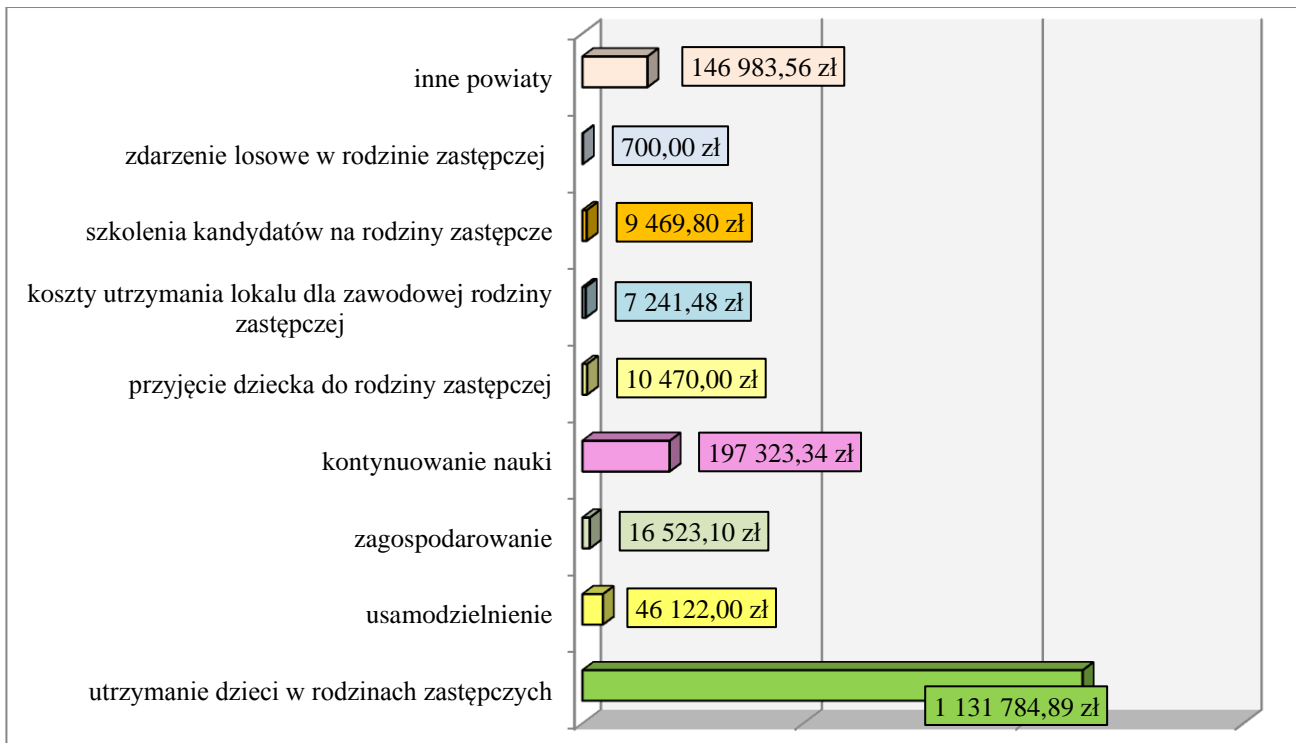 inne powiaty
146 983,56 zł
zdarzenie losowe w rodzinie zastępczej
700,00 zł
szkolenia kandydatów na rodziny zastępcze
9 469,80 zł
koszty utrzymania lokalu dla zawodowej rodziny
zastępczej
7 241,48 zł
przyjęcie dziecka do rodziny zastępczej
10 470,00 zł
kontynuowanie nauki
197 323,34 zł
zagospodarowanie
16 523,10 zł
usamodzielnienie
46 122,00 zł
utrzymanie dzieci w rodzinach zastępczych
1 131 784,89 zł